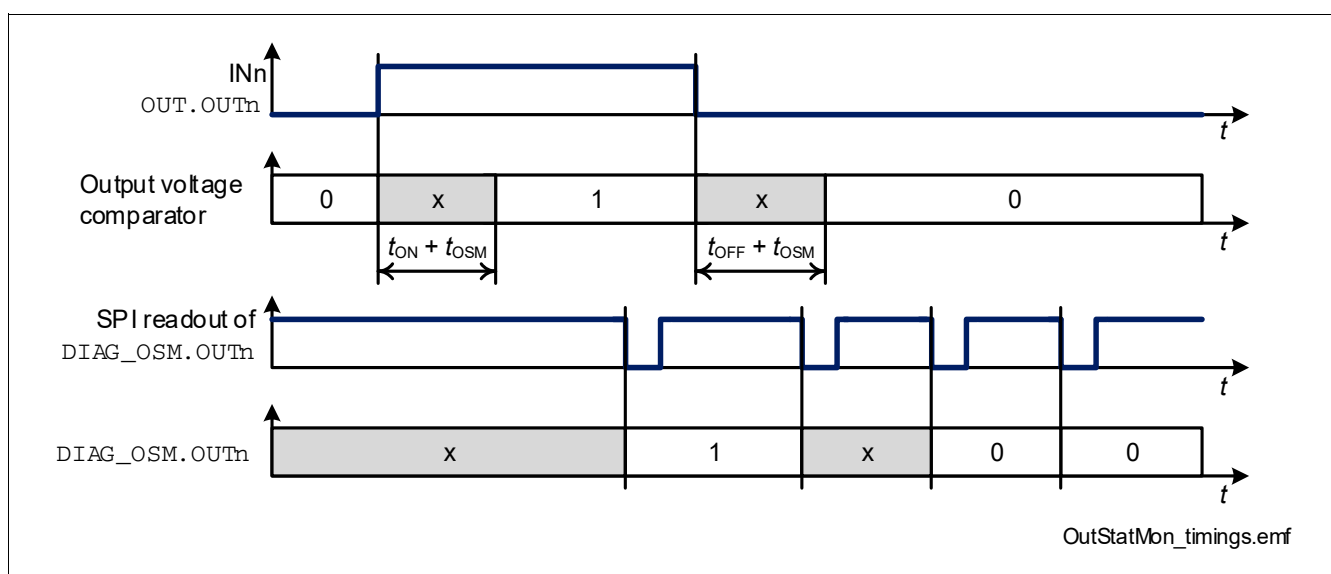 INn
OUT.OUTn
t
Output voltage
comparator
0 x 1 x 0
t
tON + tOSM tOFF + tOSM
SPI readout of
DIAG_OSM.OUTn
t
DIAG_OSM.OUTn
x 1 x 0 0
t
OutStatMon_timings.emf